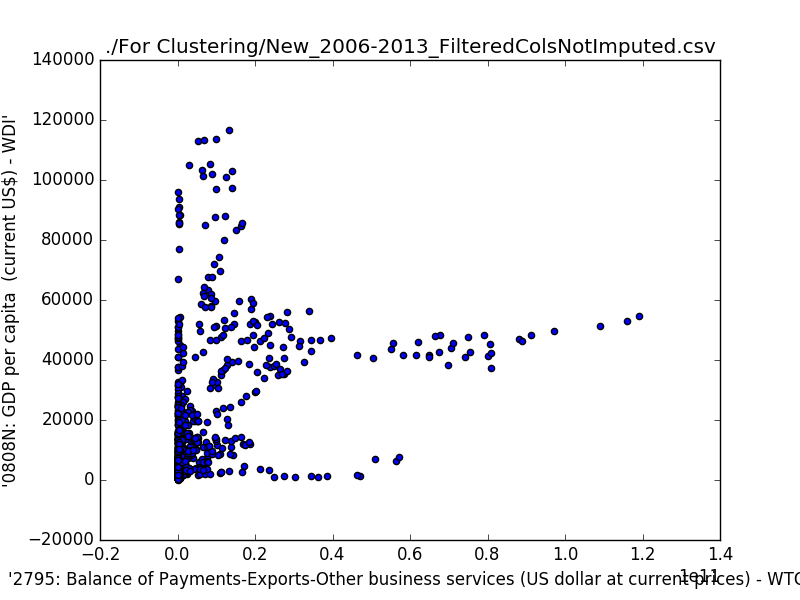 ./For Clustering/New_2006-2013_FilteredColsNotImputed.csv
140000
120000
100000
80000
60000
40000
20000
0
−20000
'0808N: GDP per capita  (current US$) - WDI'
−0.2 0.0 0.2 0.4 0.6 0.8 1.0 1.2 1.4
1e11
'2795: Balance of Payments-Exports-Other business services (US dollar at current prices) - WTO